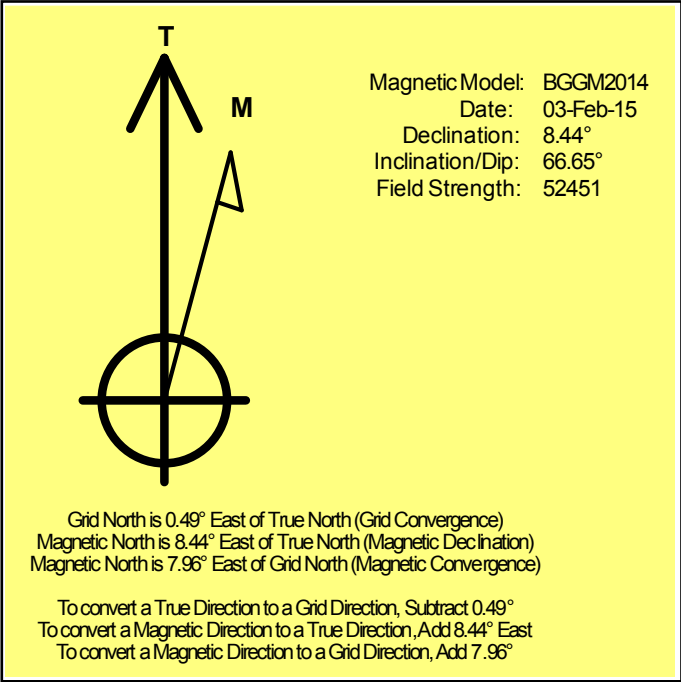 T
M
Magnetic Model: BGGM2014
Date: 03-Feb-15
Declination: 8.44°
Inclination/Dip: 66.65°
Field Strength: 52451
Grid North is 0.49° East of True North (Grid Convergence)
Magnetic North is 8.44° East of True North (Magnetic Declination)
Magnetic North is 7.96° East of Grid North (Magnetic Convergence)
To convert a True Direction to a Grid Direction, Subtract 0.49°
To convert a Magnetic Direction to a True Direction, Add 8.44° East
To convert a Magnetic Direction to a Grid Direction, Add 7.96°